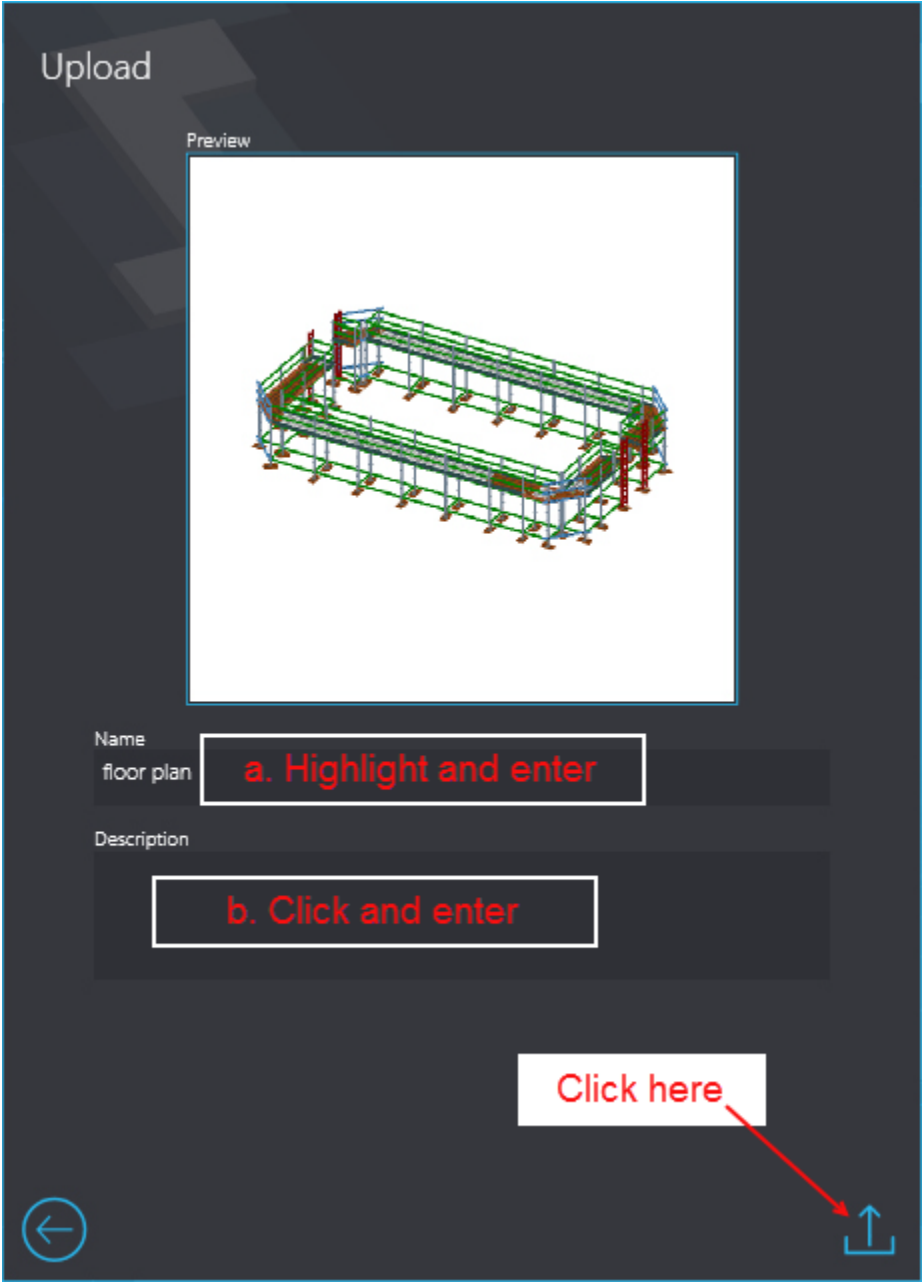 Upload
Preview
Name
floor plan
a. Highlight and enter
Description
b. Click and enter
Click here